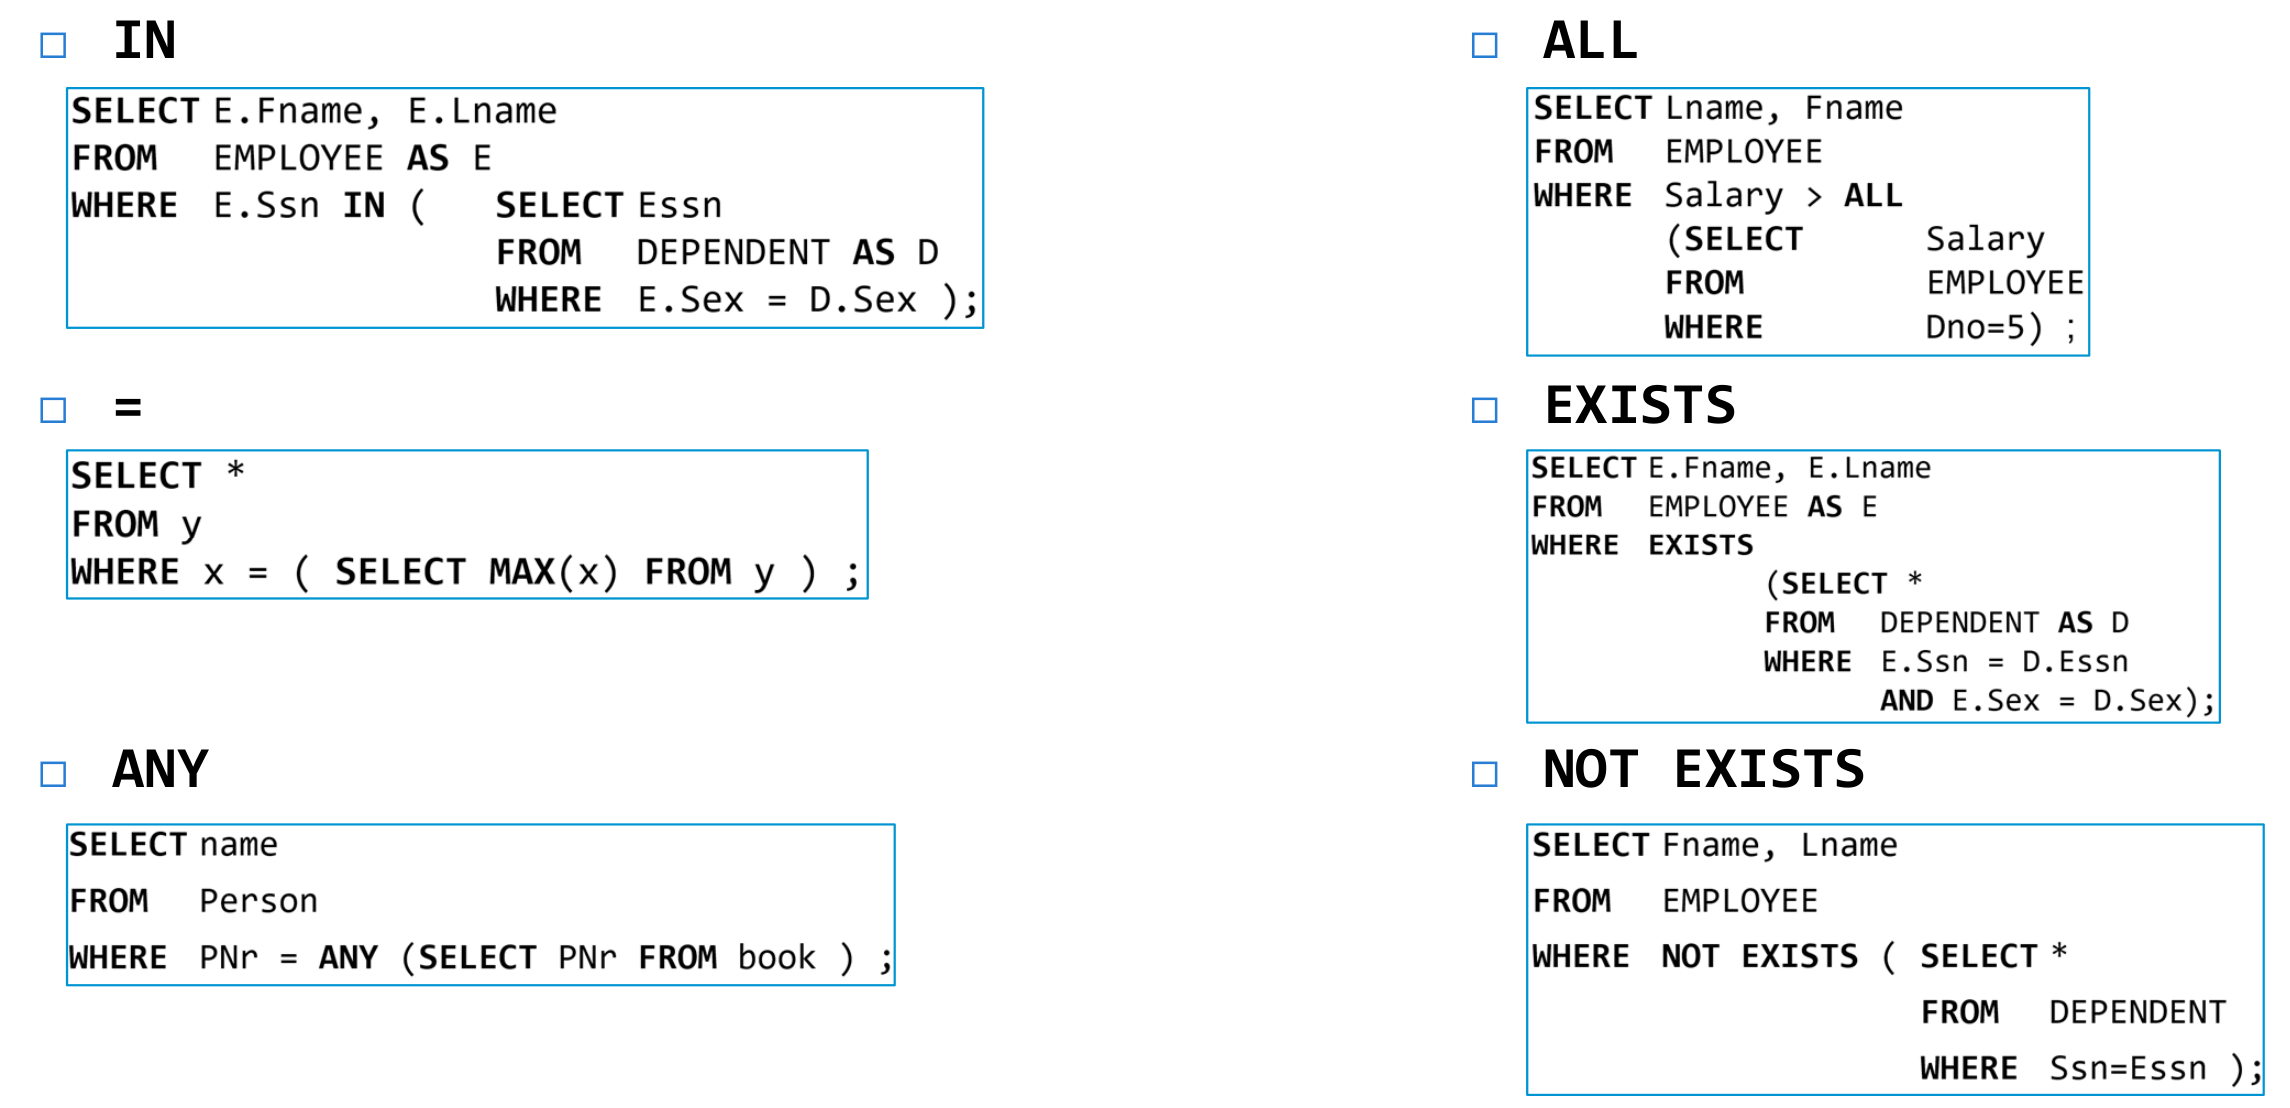 IN
SELECT E.Fname, E.Lname
FROM EMPLOYEE AS E
WHERE E.Ssn IN ( SELECT Essn
FROM DEPENDENT AS D
WHERE E.Sex = D.Sex );
=
SELECT *
FROM y
WHERE x = ( SELECT MAX(x) FROM y ) ;
ANY
SELECT name
FROM Person
WHERE PNr = ANY (SELECT PNr FROM book ) ;
ALL
SELECT Lname, Fname
FROM EMPLOYEE
WHERE Salary > ALL
(SELECT Salary
FROM EMPLOYEE
WHERE Dno=5) ;
EXISTS
SELECT E.Fname, E.Lname
FROM EMPLOYEE AS E
WHERE EXISTS
(SELECT *
FROM DEPENDENT AS D
WHERE E.Ssn = D.Essn
AND E.Sex = D.Sex);
NOT EXISTS
SELECT Fname, Lname
FROM EMPLOYEE
WHERE NOT EXISTS ( SELECT *
FROM DEPENDENT
WHERE Ssn=Essn );